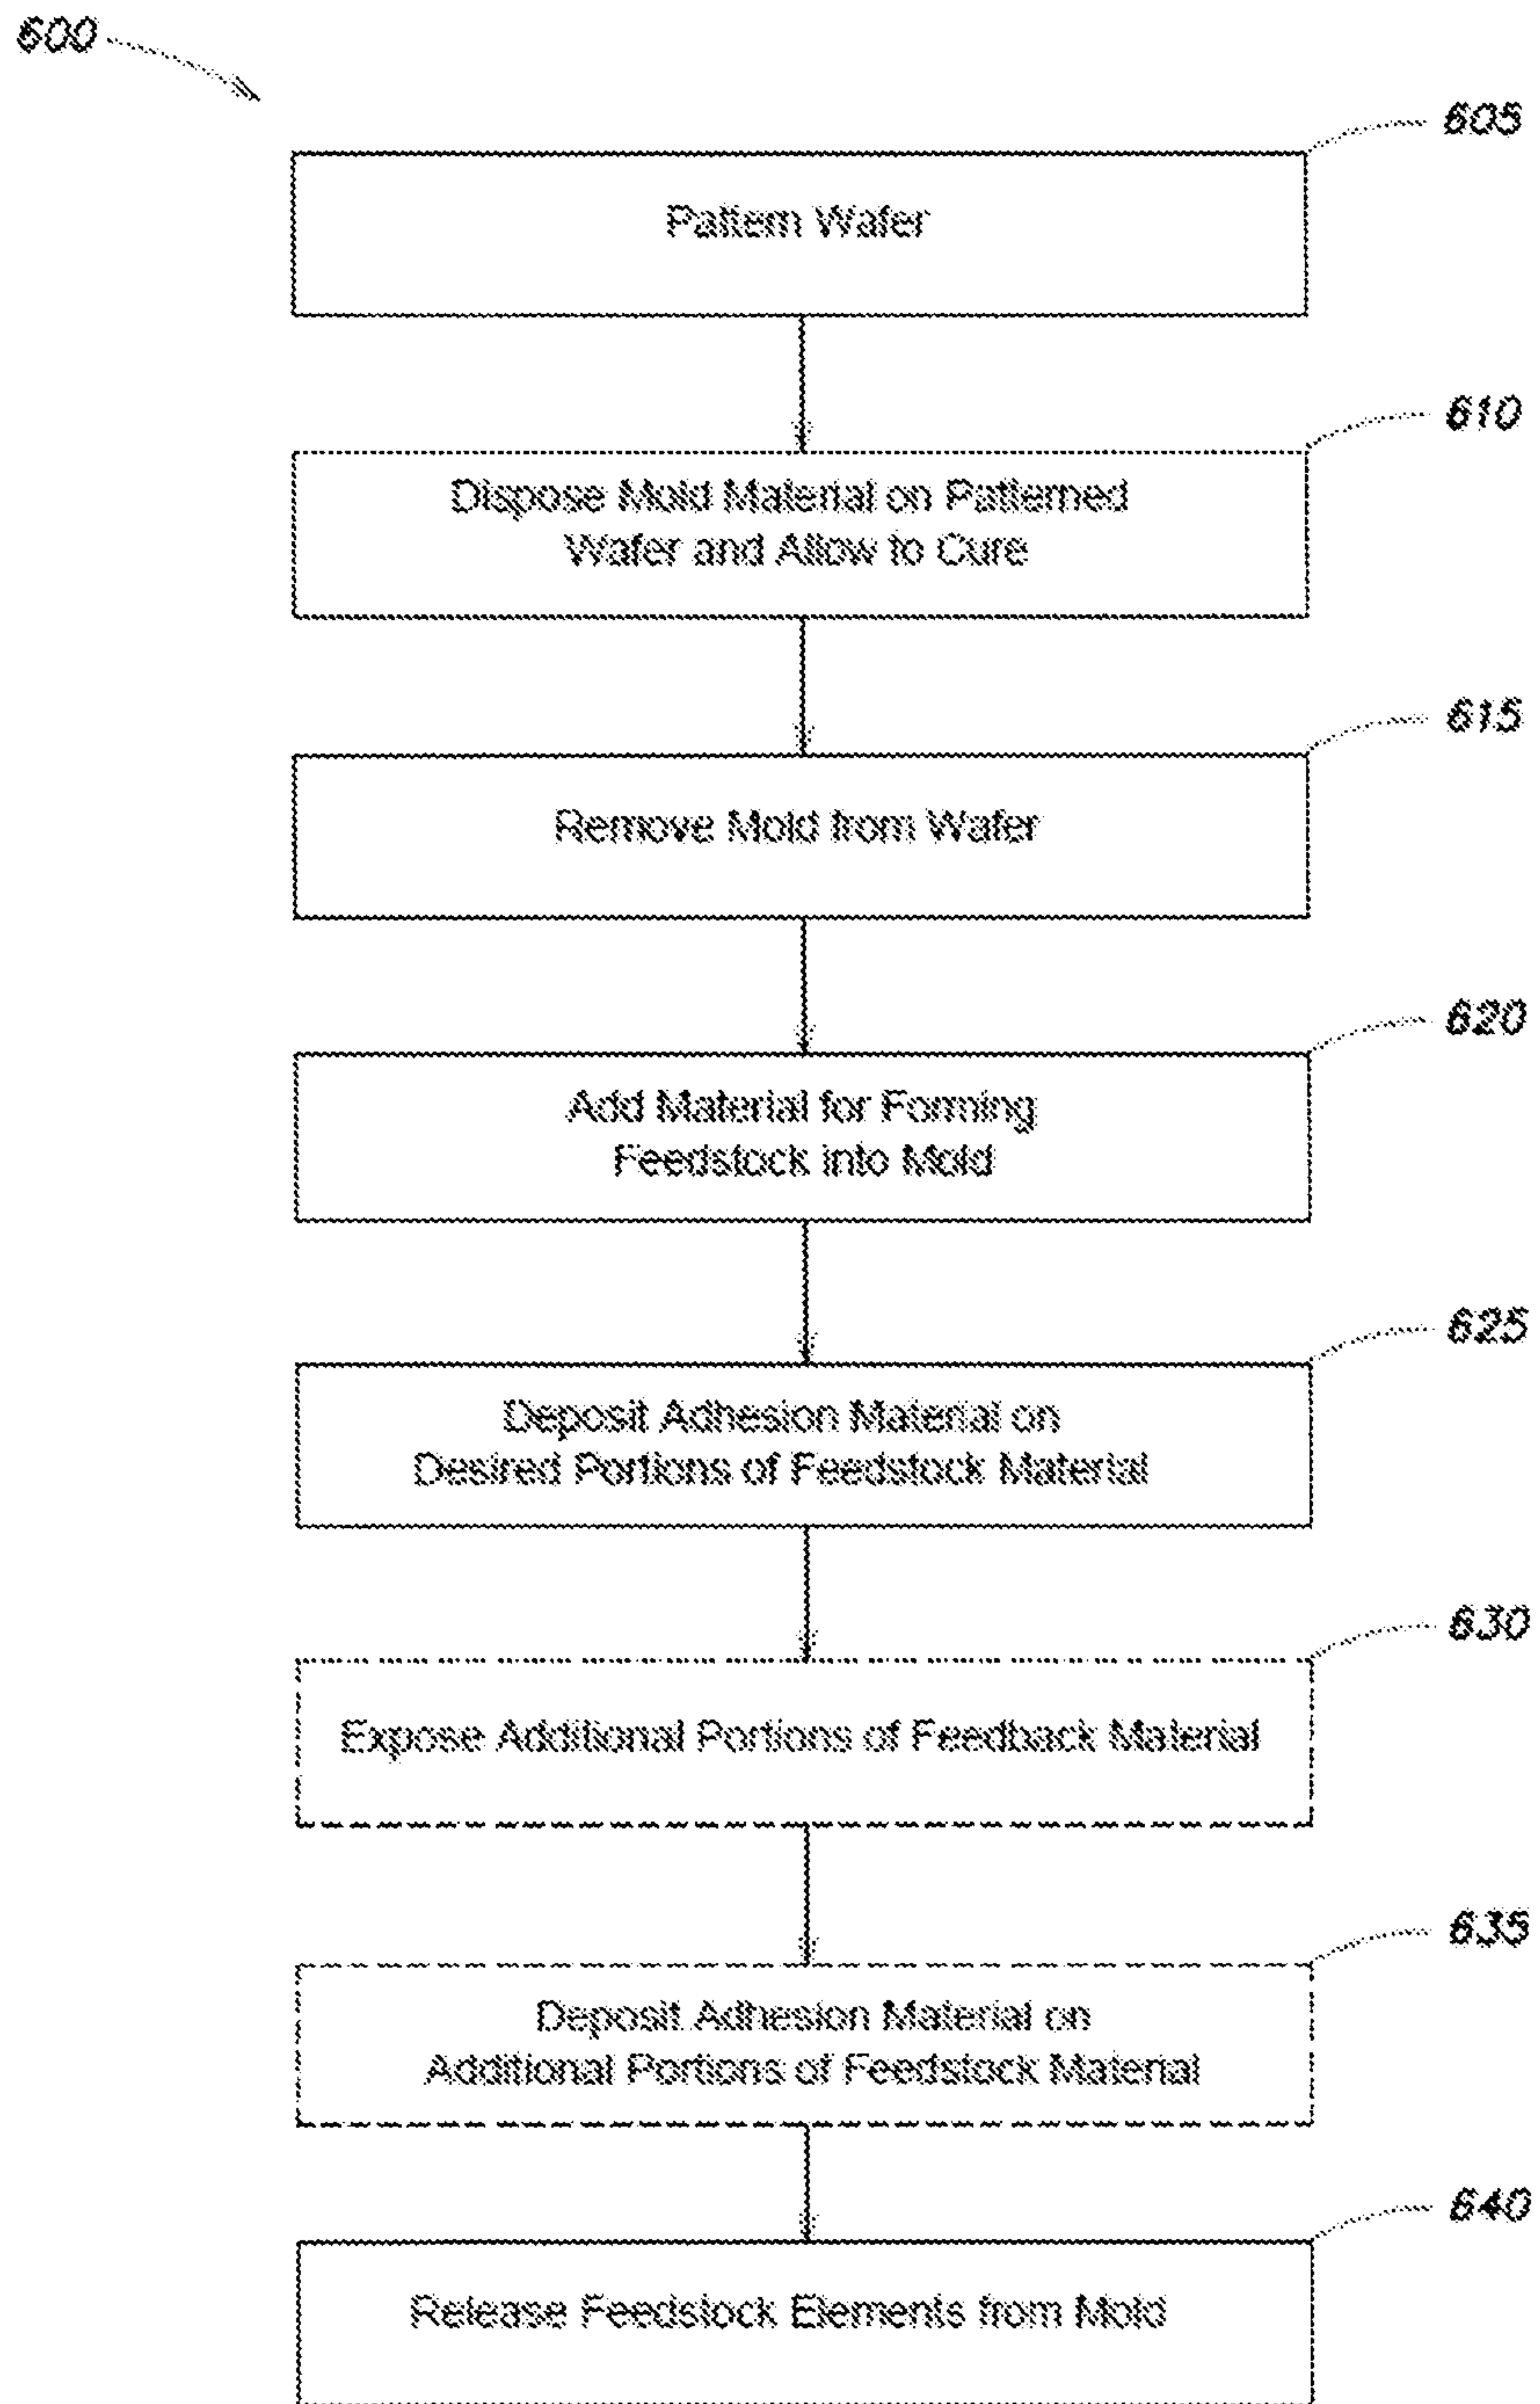 600
605
Pattern Wafer
610
Dispose Mold Material on Patterned
Wafer and Allow to Cure
615
Remove Mold from Wafer
620
Add Material for Forming
Feedstock into Mold
625
Deposit Adhesion Material on
Desired Portions of Feedstock Material
630
Expose Additional Portions of Feedback Material
635
Deposit Adhesion Material on
Additional Portions of Feedstock Material
640
Release Feedstock Elements from Mold